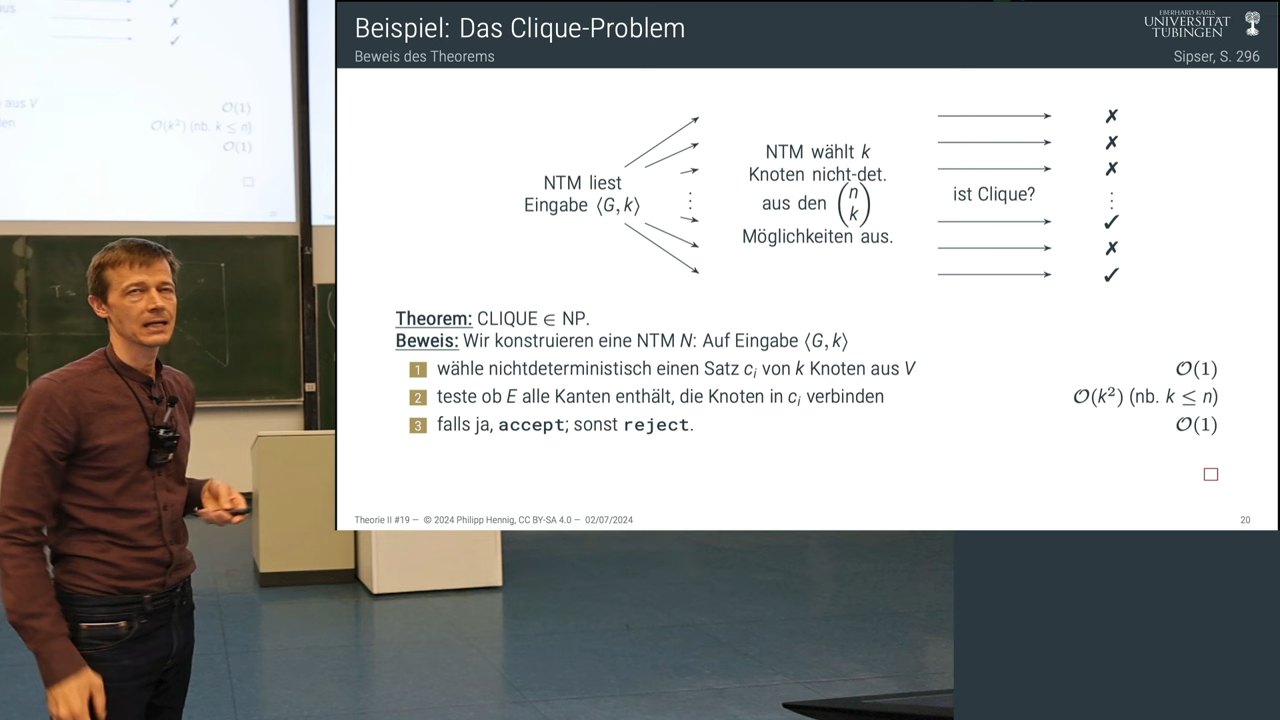 us.
✓
✗
✓
aus V
O(1)
den
O(k²) (nb. k ≤ n)
O(1)
□
T =
Beispiel: Das Clique-Problem
Beweis des Theorems
EBERHARD KARLS
UNIVERSITÄT
TÜBINGEN
Sipser, S. 296
NTM liest
Eingabe ⟨G, k⟩
⋮
NTM wählt k
Knoten nicht-det.
aus den (n k)
Möglichkeiten aus.
ist Clique?
✗
✗
✗
⋮
✓
✗
✓
Theorem: CLIQUE ∈ NP.
Beweis: Wir konstruieren eine NTM N: Auf Eingabe ⟨G, k⟩
1 wähle nichtdeterministisch einen Satz cᵢ von k Knoten aus V O(1)
2 teste ob E alle Kanten enthält, die Knoten in cᵢ verbinden O(k²) (nb. k ≤ n)
3 falls ja, accept; sonst reject. O(1)
□
Theorie II #19 — © 2024 Philipp Hennig, CC BY-SA 4.0 — 02/07/2024
20